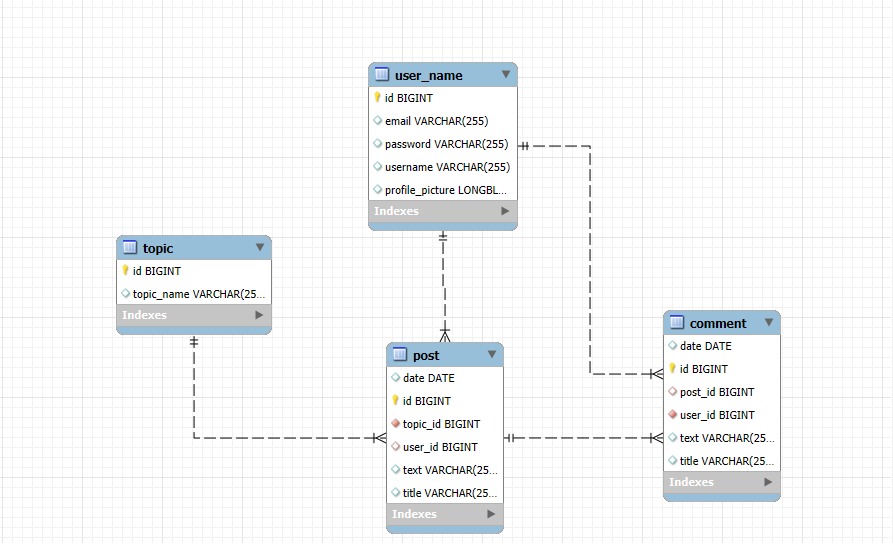 user_name
id BIGINT
email VARCHAR(255)
password VARCHAR(255)
username VARCHAR(255)
profile_picture LONGBL...
Indexes
topic
id BIGINT
topic_name VARCHAR(25...
Indexes
post
date DATE
id BIGINT
topic_id BIGINT
user_id BIGINT
text VARCHAR(25...
title VARCHAR(25...
Indexes
comment
date DATE
id BIGINT
post_id BIGINT
user_id BIGINT
text VARCHAR(25...
title VARCHAR(25...
Indexes